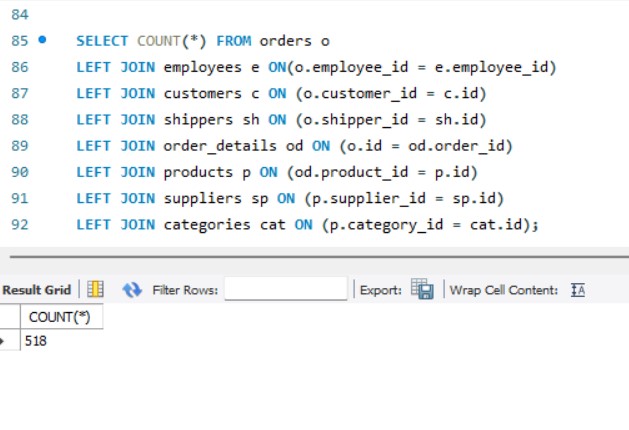 84
85 SELECT COUNT(*) FROM orders o
86 LEFT JOIN employees e ON(o.employee_id = e.employee_id)
87 LEFT JOIN customers c ON (o.customer_id = c.id)
88 LEFT JOIN shippers sh ON (o.shipper_id = sh.id)
89 LEFT JOIN order_details od ON (o.id = od.order_id)
90 LEFT JOIN products p ON (od.product_id = p.id)
91 LEFT JOIN suppliers sp ON (p.supplier_id = sp.id)
92 LEFT JOIN categories cat ON (p.category_id = cat.id);
Result Grid Filter Rows: Export: Wrap Cell Content:
COUNT(*)
518